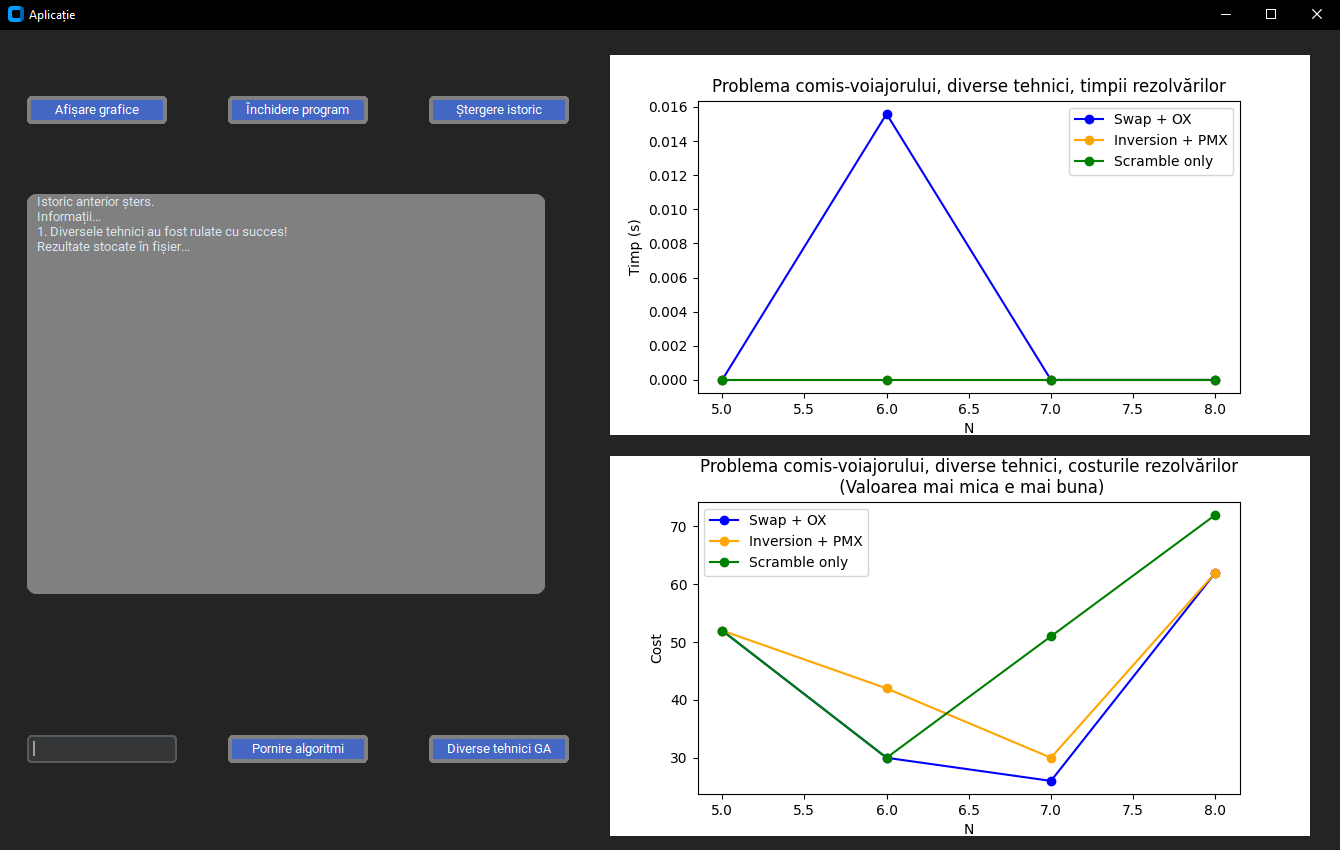 Aplicație
Afișare grafice
Închidere program
Ștergere istoric
Istoric anterior șters.
Informații...
1. Diversele tehnici au fost rulate cu succes!
Rezultate stocate în fișier...
Pornire algoritmi
Diverse tehnici GA
Problema comis-voiajorului, diverse tehnici, timpii rezolvărilor
Swap + OX
Inversion + PMX
Scramble only
Timp (s)
0.016
0.014
0.012
0.010
0.008
0.006
0.004
0.002
0.000
5.0 5.5 6.0 6.5 7.0 7.5 8.0
N
Problema comis-voiajorului, diverse tehnici, costurile rezolvărilor
(Valoarea mai mica e mai buna)
Swap + OX
Inversion + PMX
Scramble only
Cost
70
60
50
40
30
5.0 5.5 6.0 6.5 7.0 7.5 8.0
N